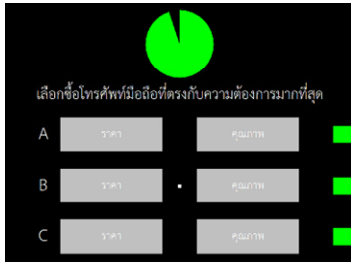 เลือกซื้อโทรศัพท์มือถือที่ตรงกับความต้องการมากที่สุด
A ราคา คุณภาพ
B ราคา คุณภาพ
C ราคา คุณภาพ